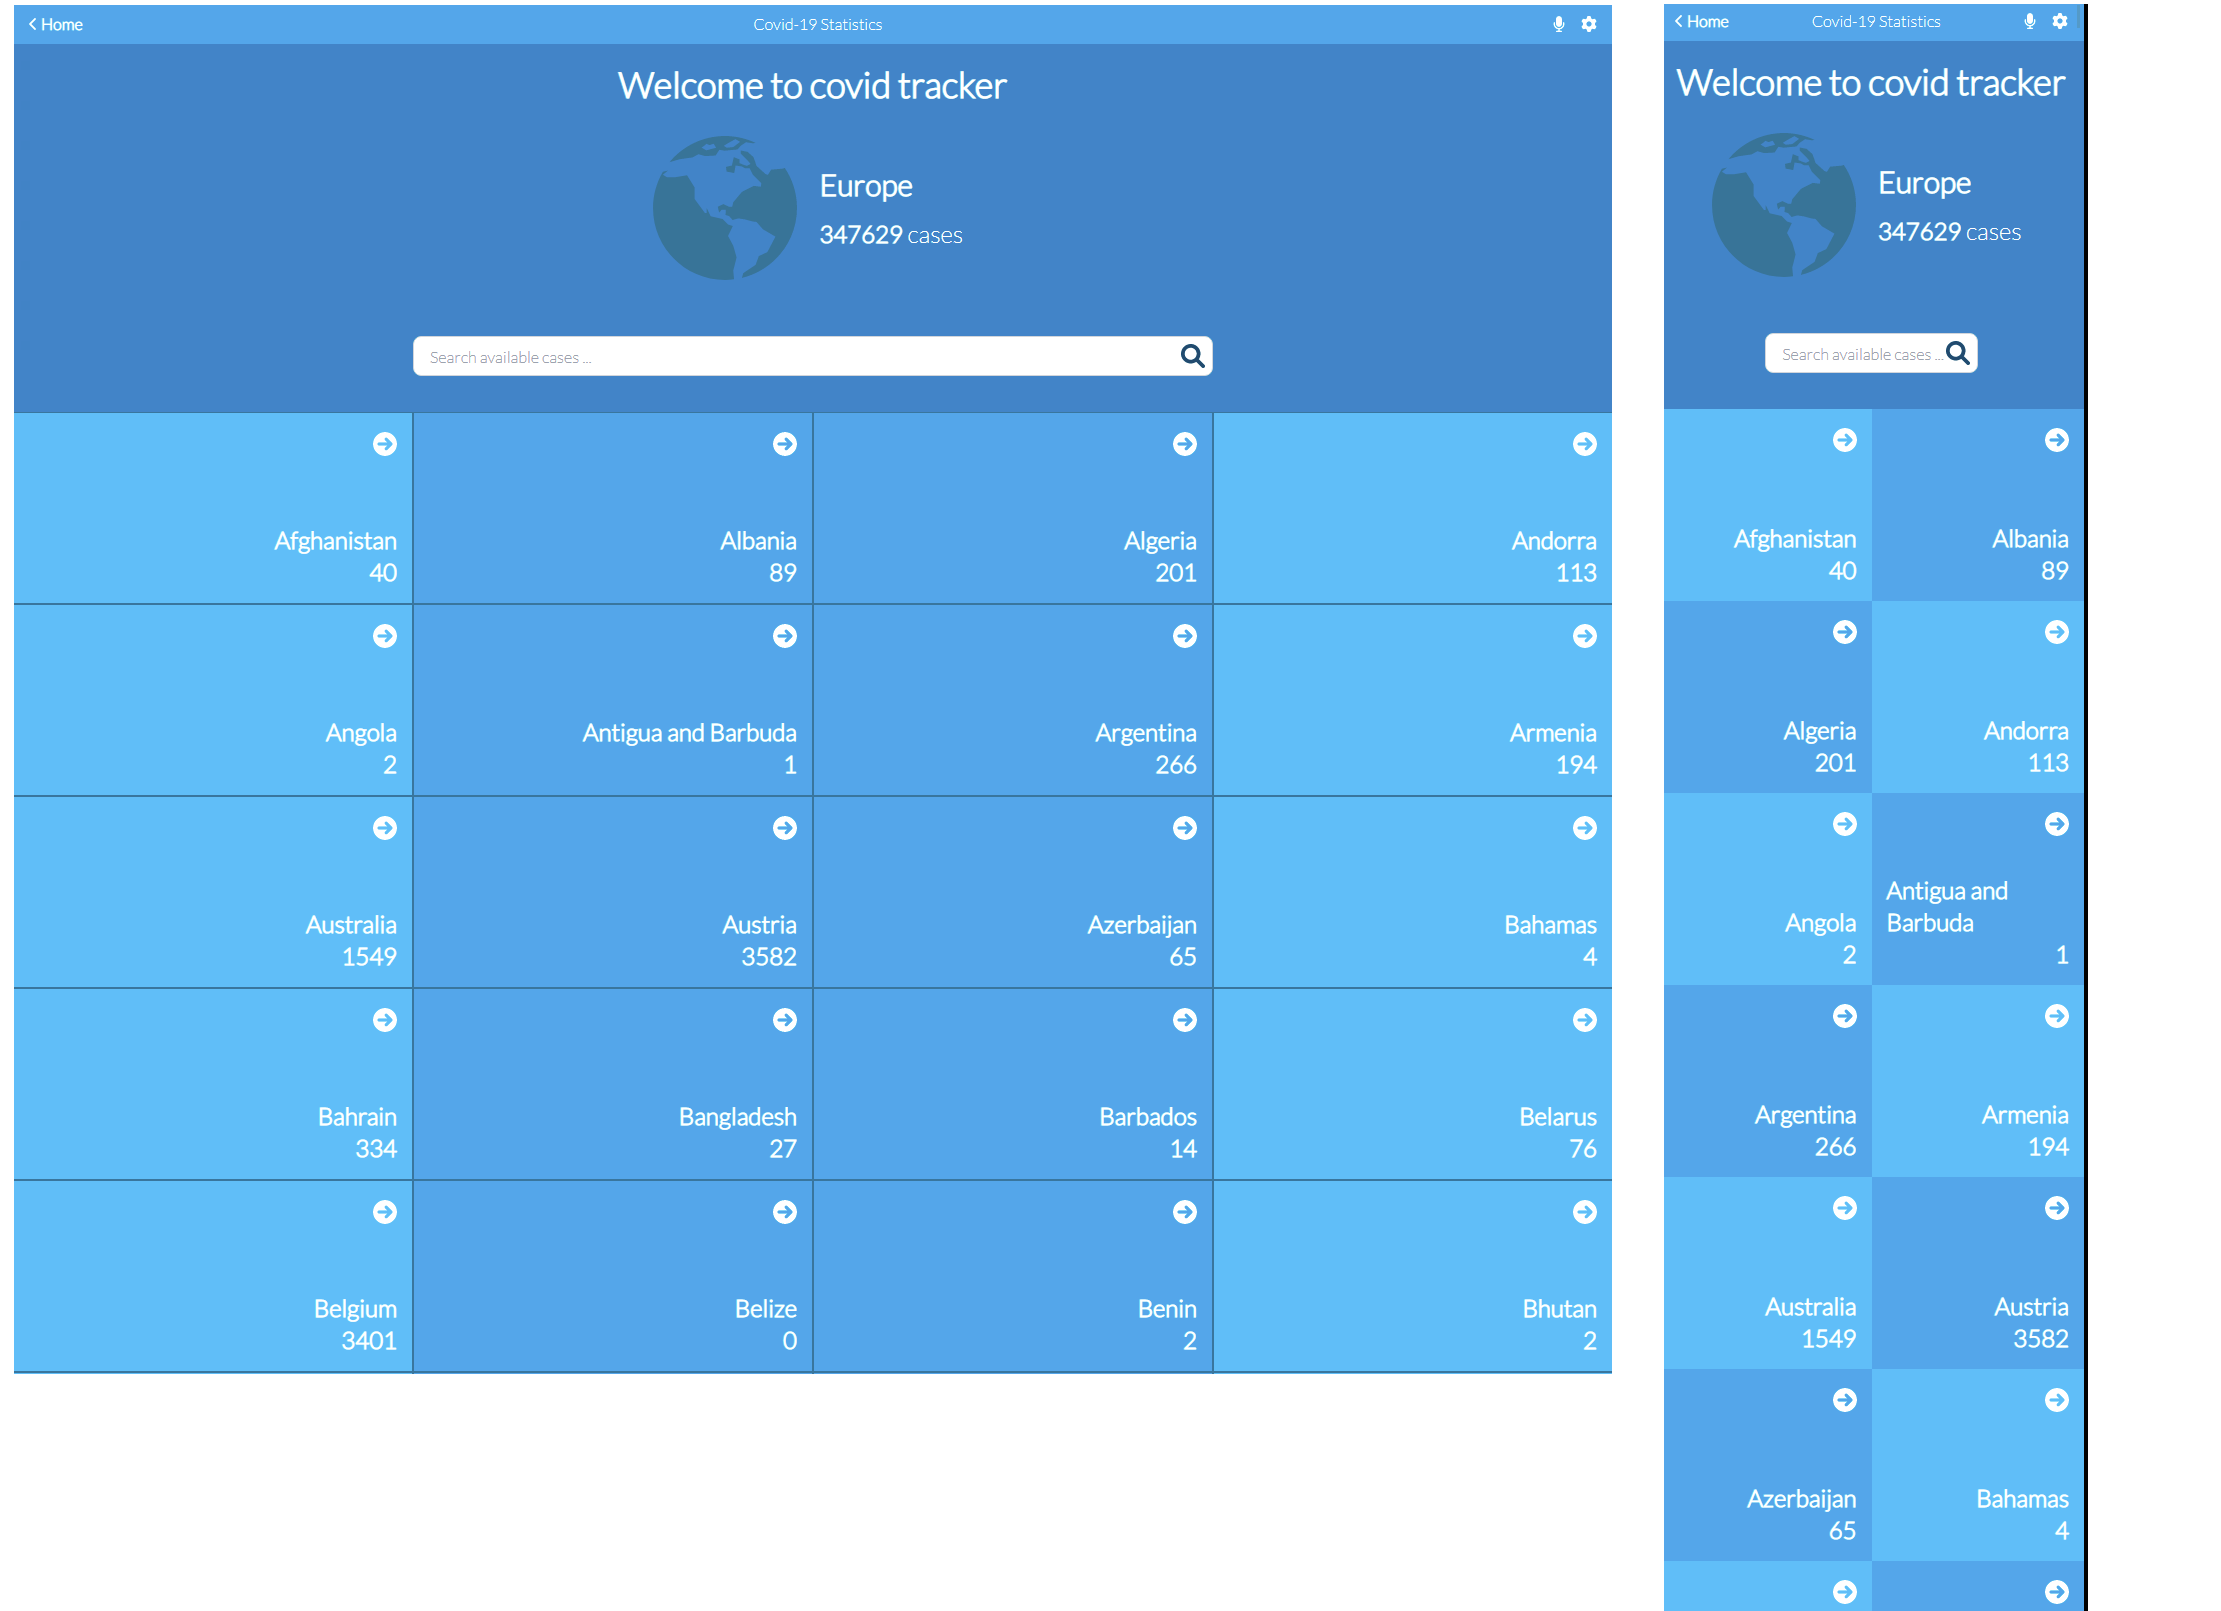 Home
Covid-19 Statistics
Welcome to covid tracker
Europe
347629 cases
Search available cases ...
Afghanistan
40
Albania
89
Algeria
201
Andorra
113
Angola
2
Antigua and Barbuda
1
Argentina
266
Armenia
194
Australia
1549
Austria
3582
Azerbaijan
65
Bahamas
4
Bahrain
334
Bangladesh
27
Barbados
14
Belarus
76
Belgium
3401
Belize
0
Benin
2
Bhutan
2
Home
Covid-19 Statistics
Welcome to covid tracker
Europe
347629 cases
Search available cases ...
Afghanistan
40
Albania
89
Algeria
201
Andorra
113
Angola
2
Antigua and
Barbuda
1
Argentina
266
Armenia
194
Australia
1549
Austria
3582
Azerbaijan
65
Bahamas
4